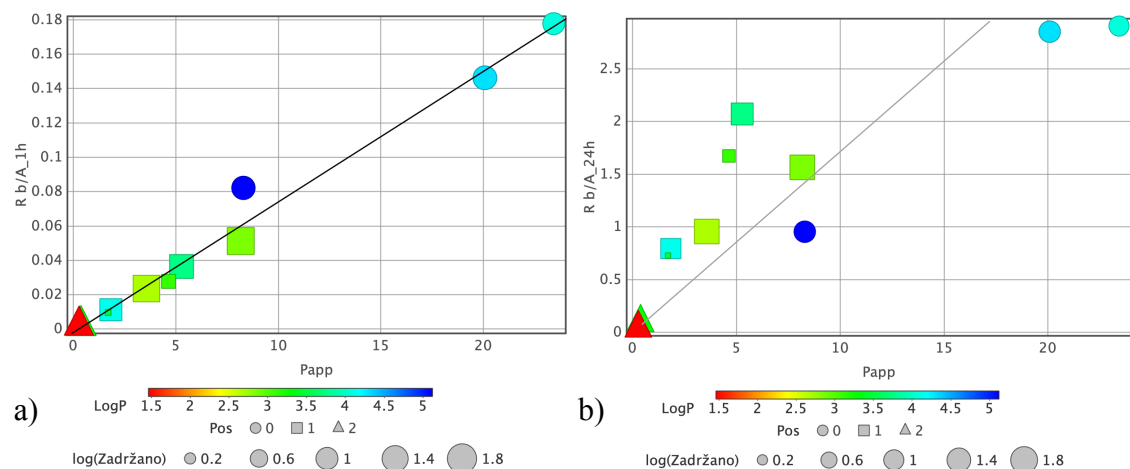 0.18
0.16
0.14
0.12
0.1
0.08
0.06
0.04
0.02
0
R b/A_1h
0 5 10 15 20
Papp
a)
LogP 1.5 2 2.5 3 3.5 4 4.5 5
Pos 0 1 2
log(Zadržano) 0.2 0.6 1 1.4 1.8
2.5
2
1.5
1
0.5
0
R b/A_24h
0 5 10 15 20
Papp
b)
LogP 1.5 2 2.5 3 3.5 4 4.5 5
Pos 0 1 2
log(Zadržano) 0.2 0.6 1 1.4 1.8